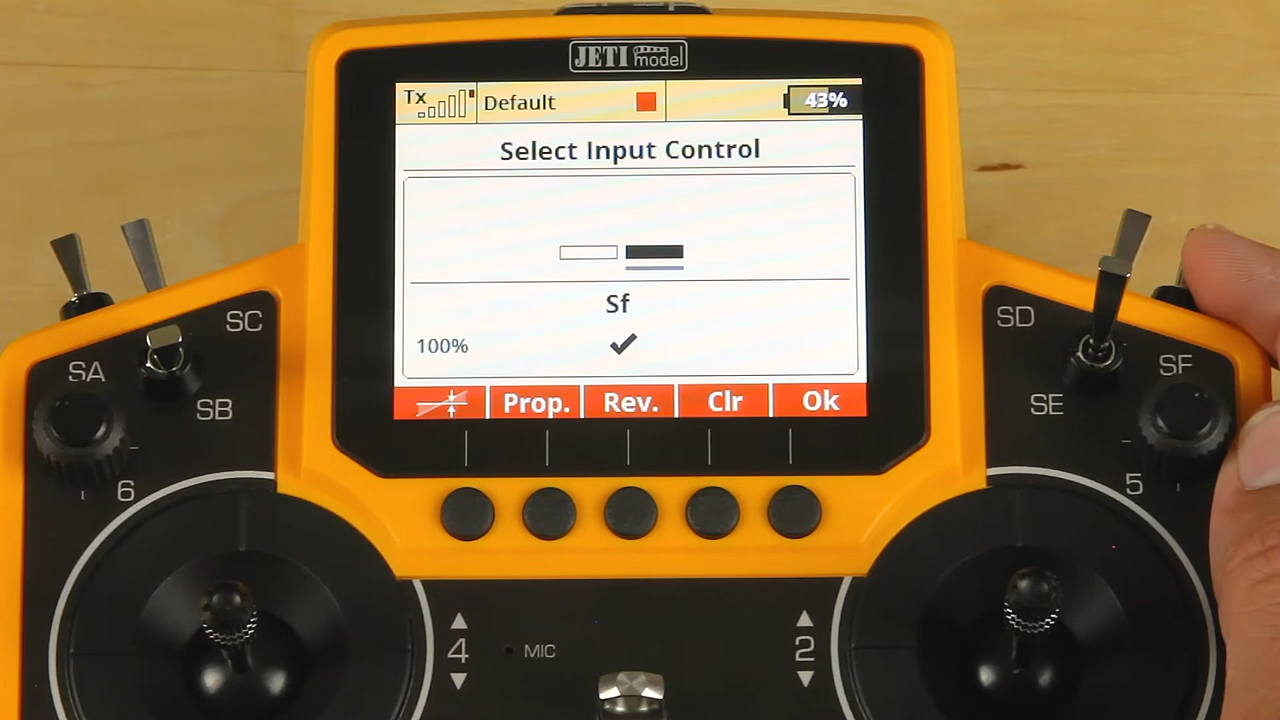 JETI model
Tx
Default
43%
Select Input Control
Sf
100%
Prop.
Rev.
Clr
Ok
SC
SA
SB
6
SD
SF
SE
5
4
MIC
2